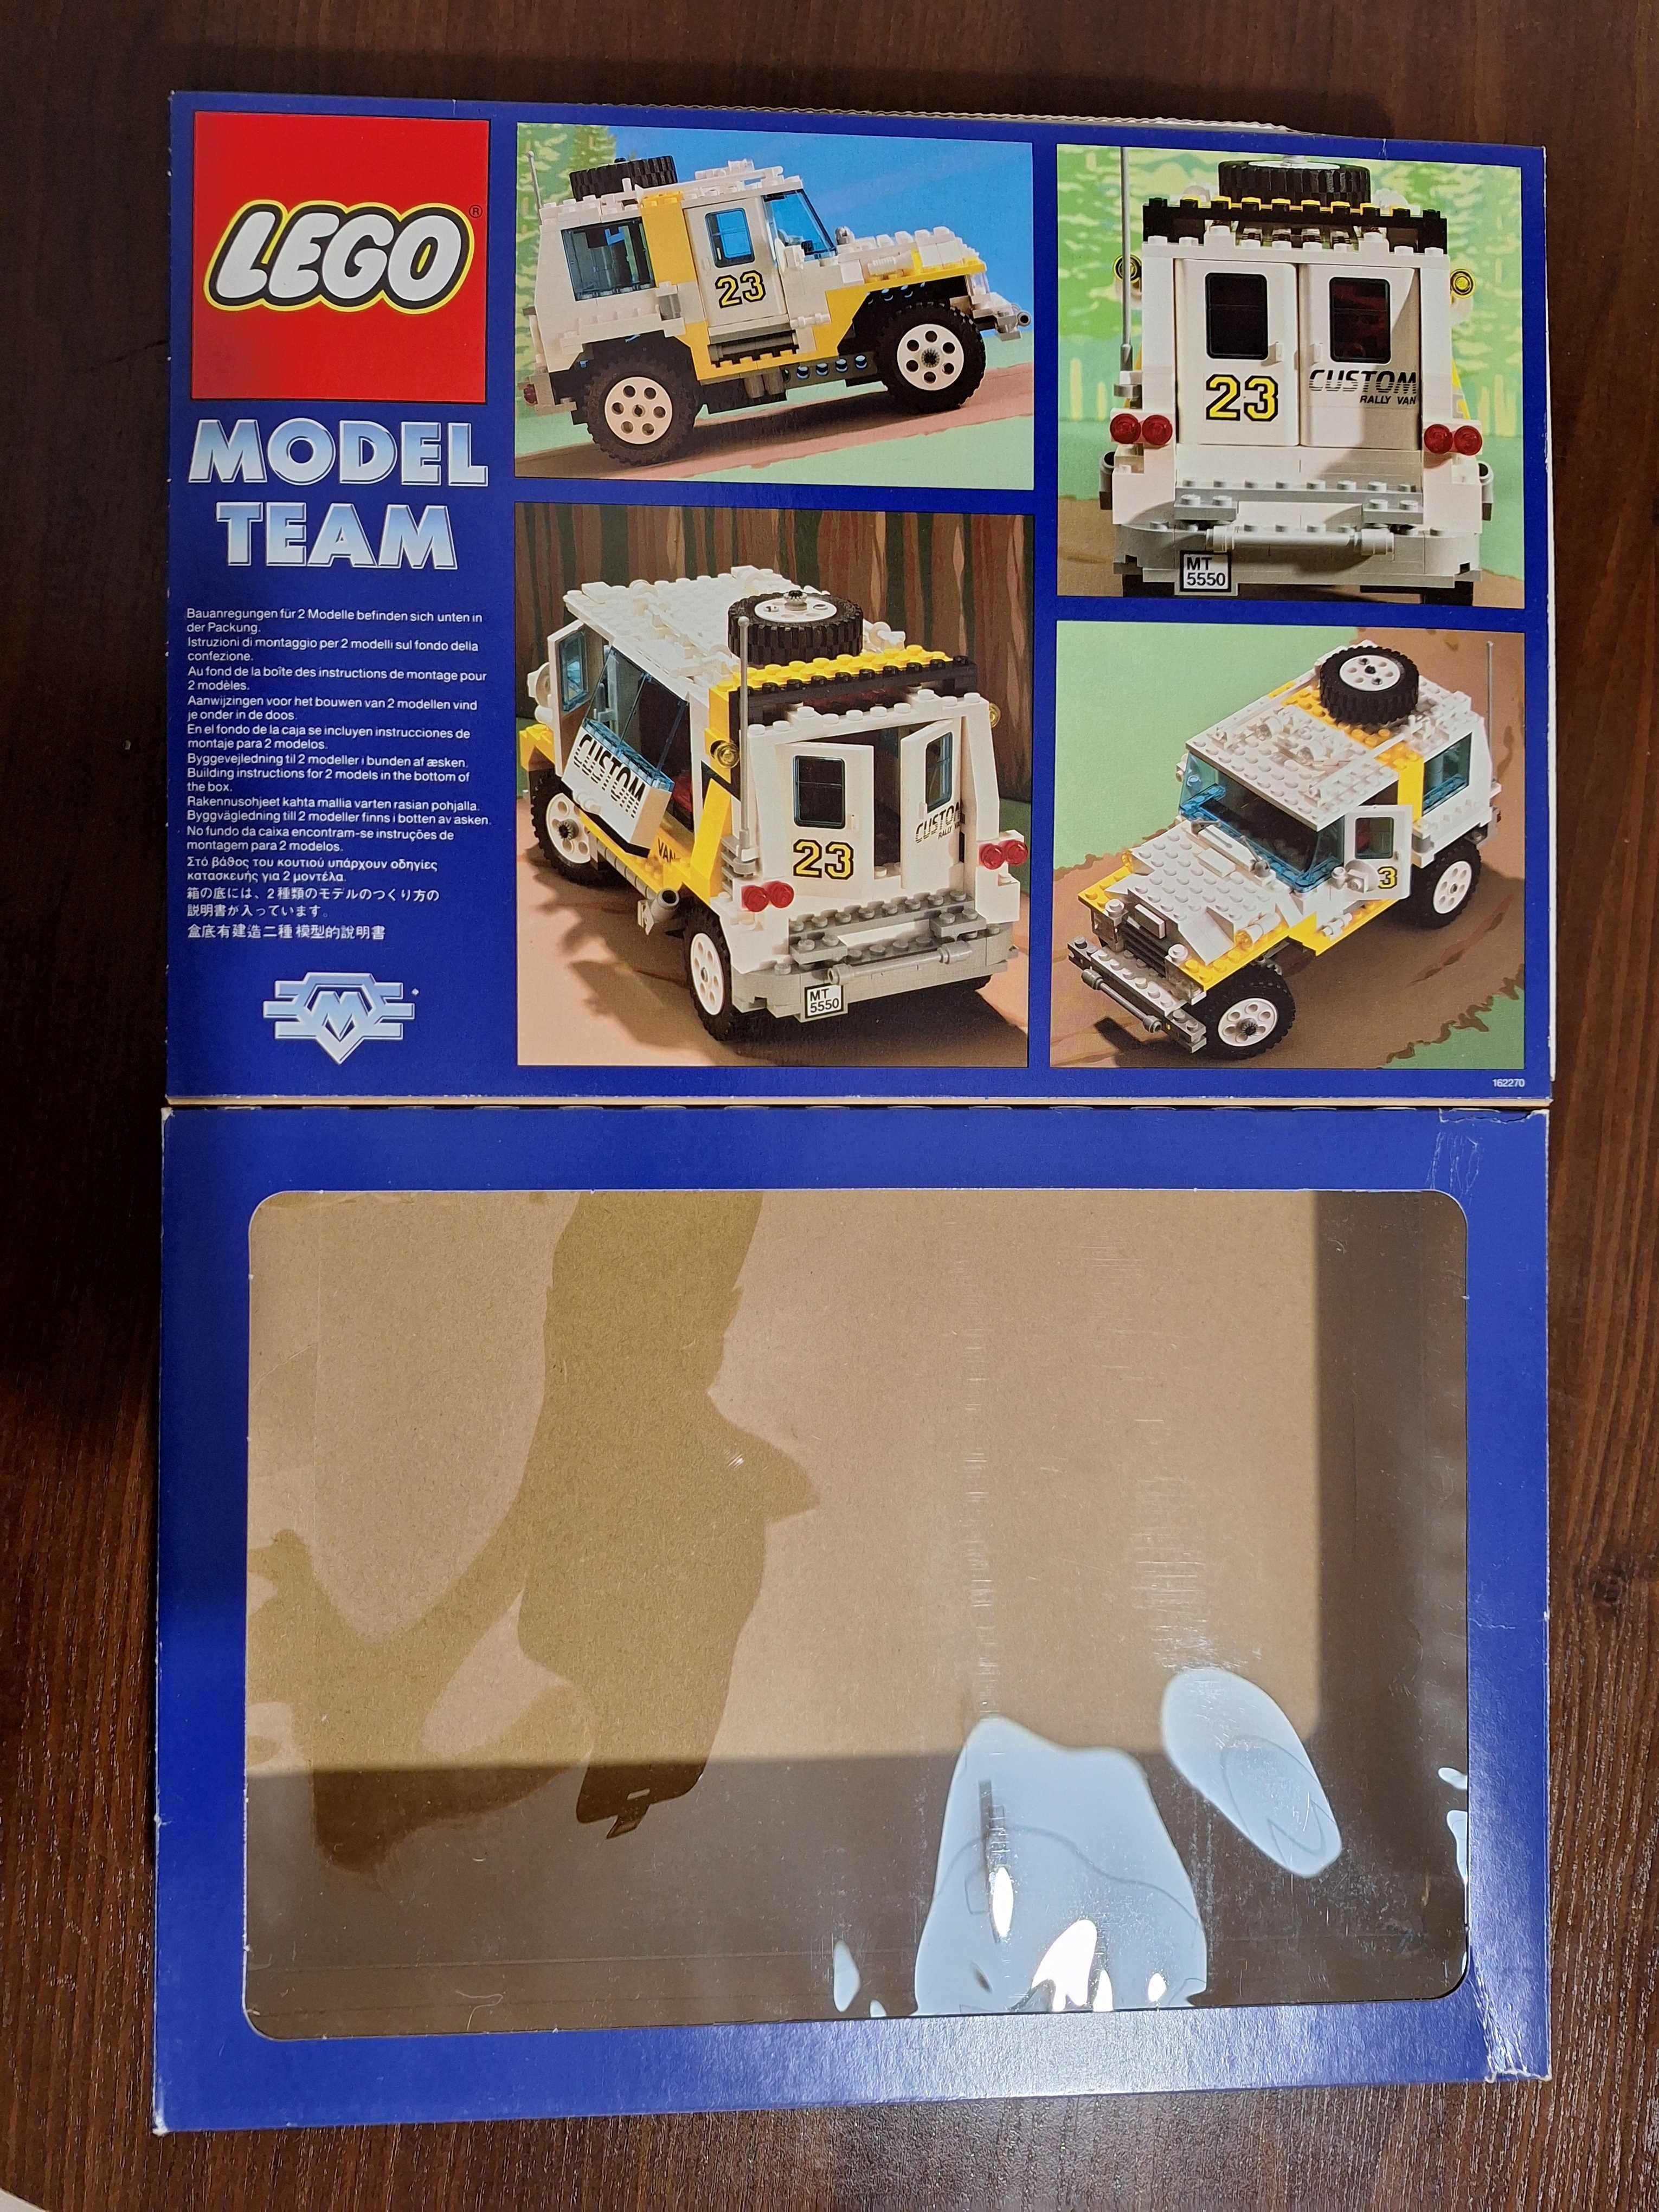 LEGO®
MODEL
TEAM
Bauanregungen für 2 Modelle befinden sich unten in
der Packung.
Istruzioni di montaggio per 2 modelli sul fondo della
confezione.
Au fond de la boîte des instructions de montage pour
2 modèles.
Aanwijzingen voor het bouwen van 2 modellen vind
je onder in de doos.
En el fondo de la caja se incluyen instrucciones de
montaje para 2 modelos.
Byggevejledning til 2 modeller i bunden af æsken.
Building instructions for 2 models in the bottom of
the box.
Rakennusohjeet kahta mallia varten rasian pohjalla.
Byggvägledning till 2 modeller finns i botten av asken.
No fundo da caixa encontram-se instruções de
montagem para 2 modelos.
Στό βάθος του κουτιού υπάρχουν οδηγίες
κατασκευής για 2 μοντέλα.
箱の底には、2種類のモデルのつくり方の
説明書が入っています。
盒底有建造二種模型的說明書
M
23
23
CUSTOM
RALLY VAN
MT
5550
CUSTOM
VAN
23
CUSTOM
RALLY VAN
MT
5550
3
162270